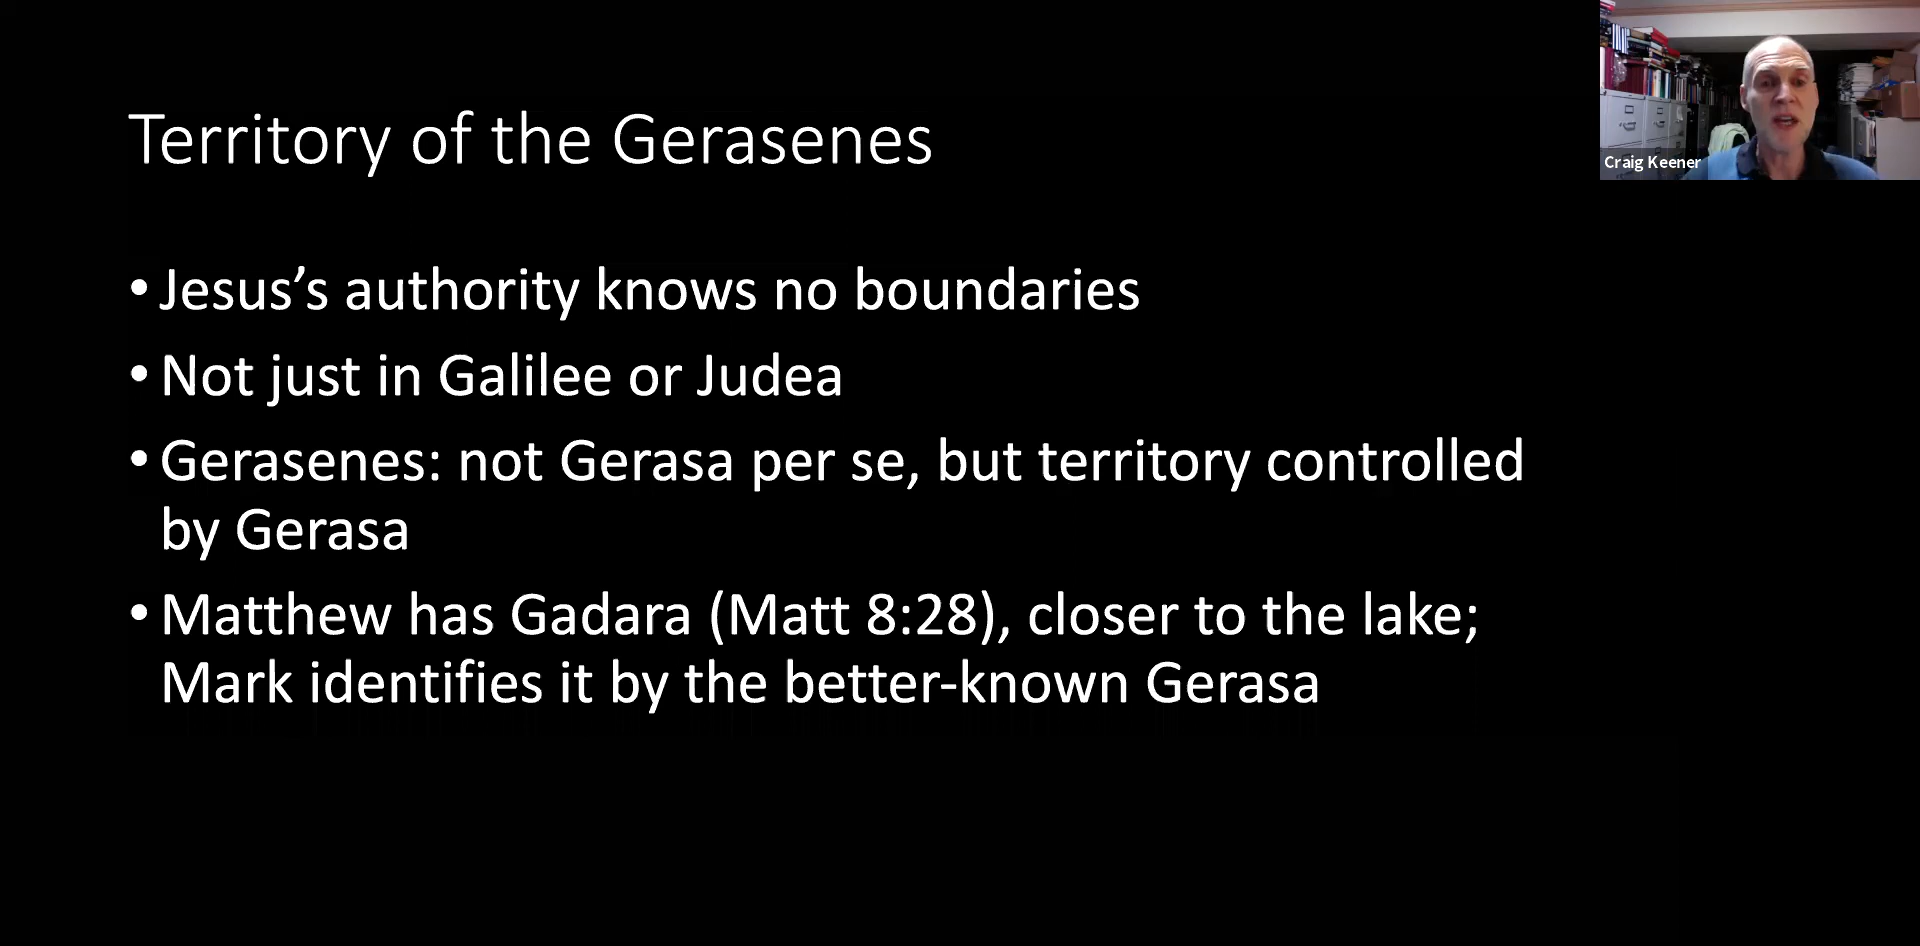 Territory of the Gerasenes
Craig Keener
•Jesus’s authority knows no boundaries
•Not just in Galilee or Judea
•Gerasenes: not Gerasa per se, but territory controlled
by Gerasa
•Matthew has Gadara (Matt 8:28), closer to the lake;
Mark identifies it by the better-known Gerasa